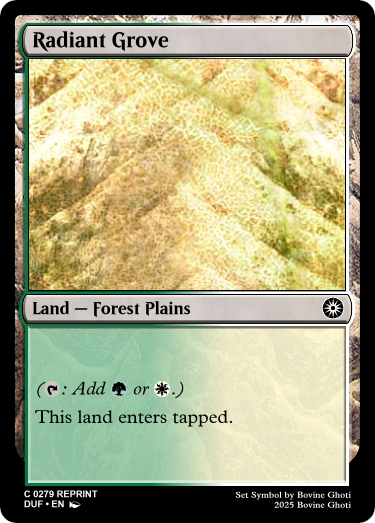 Radiant Grove
Land — Forest Plains
(: Add or .)
This land enters tapped.
C 0279 REPRINT
DUF • EN
Set Symbol by Bovine Ghoti
2025 Bovine Ghoti